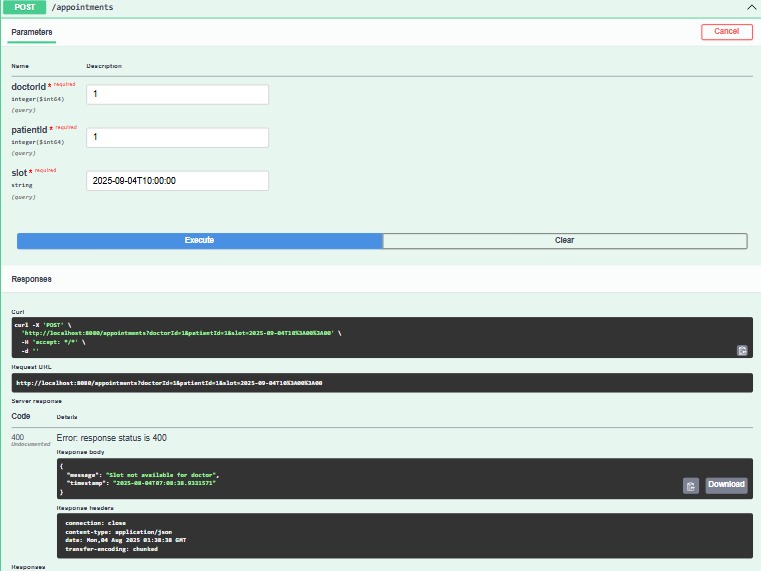 POST /appointments
Parameters
Cancel
Name Description
doctorId * required
integer($int64)
(query)
1
patientId * required
integer($int64)
(query)
1
slot * required
string
(query)
2025-09-04T10:00:00
Execute Clear
Responses
Curl
curl -X 'POST' \
'http://localhost:8080/appointments?doctorId=1&patientId=1&slot=2025-09-04T10%3A00%3A00' \
-H 'accept: */*' \
-d ''
Request URL
http://localhost:8080/appointments?doctorId=1&patientId=1&slot=2025-09-04T10%3A00%3A00
Server response
Code Details
400
Undocumented
Error: response status is 400
Response body
{
"message": "Slot not available for doctor",
"timestamp": "2025-08-04T07:08:38.9331571"
}
Download
Response headers
connection: close
content-type: application/json
date: Mon,04 Aug 2025 01:38:38 GMT
transfer-encoding: chunked
Responses